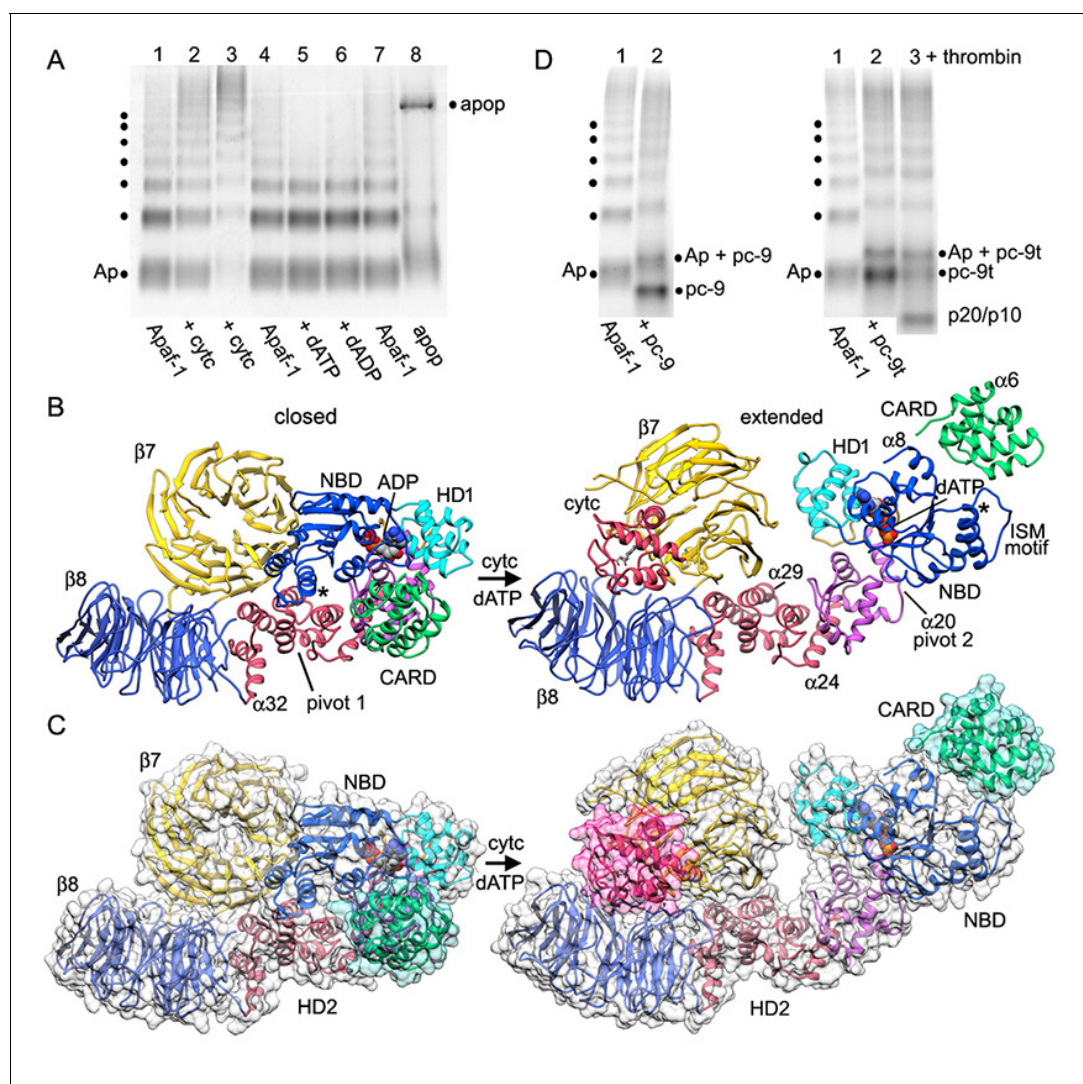 A
1 2 3 4 5 6 7 8
apop
Ap
Apaf-1
+ cytc
+ cytc
Apaf-1
+ dATP
+ dADP
Apaf-1
apop
D
1 2
Ap + pc-9
Ap
pc-9
Apaf-1
+ pc-9
1 2 3 + thrombin
Ap + pc-9t
Ap
pc-9t
p20/p10
Apaf-1
+ pc-9t
B
closed
β7
NBD
ADP
HD1
β8
α32
pivot 1
CARD
*
cytc
dATP
extended
β7
CARD
α6
HD1
α8
dATP
*
ISM
motif
cytc
α29
NBD
α20
pivot 2
β8
α24
C
β7
NBD
β8
HD2
cytc
dATP
CARD
NBD
HD2